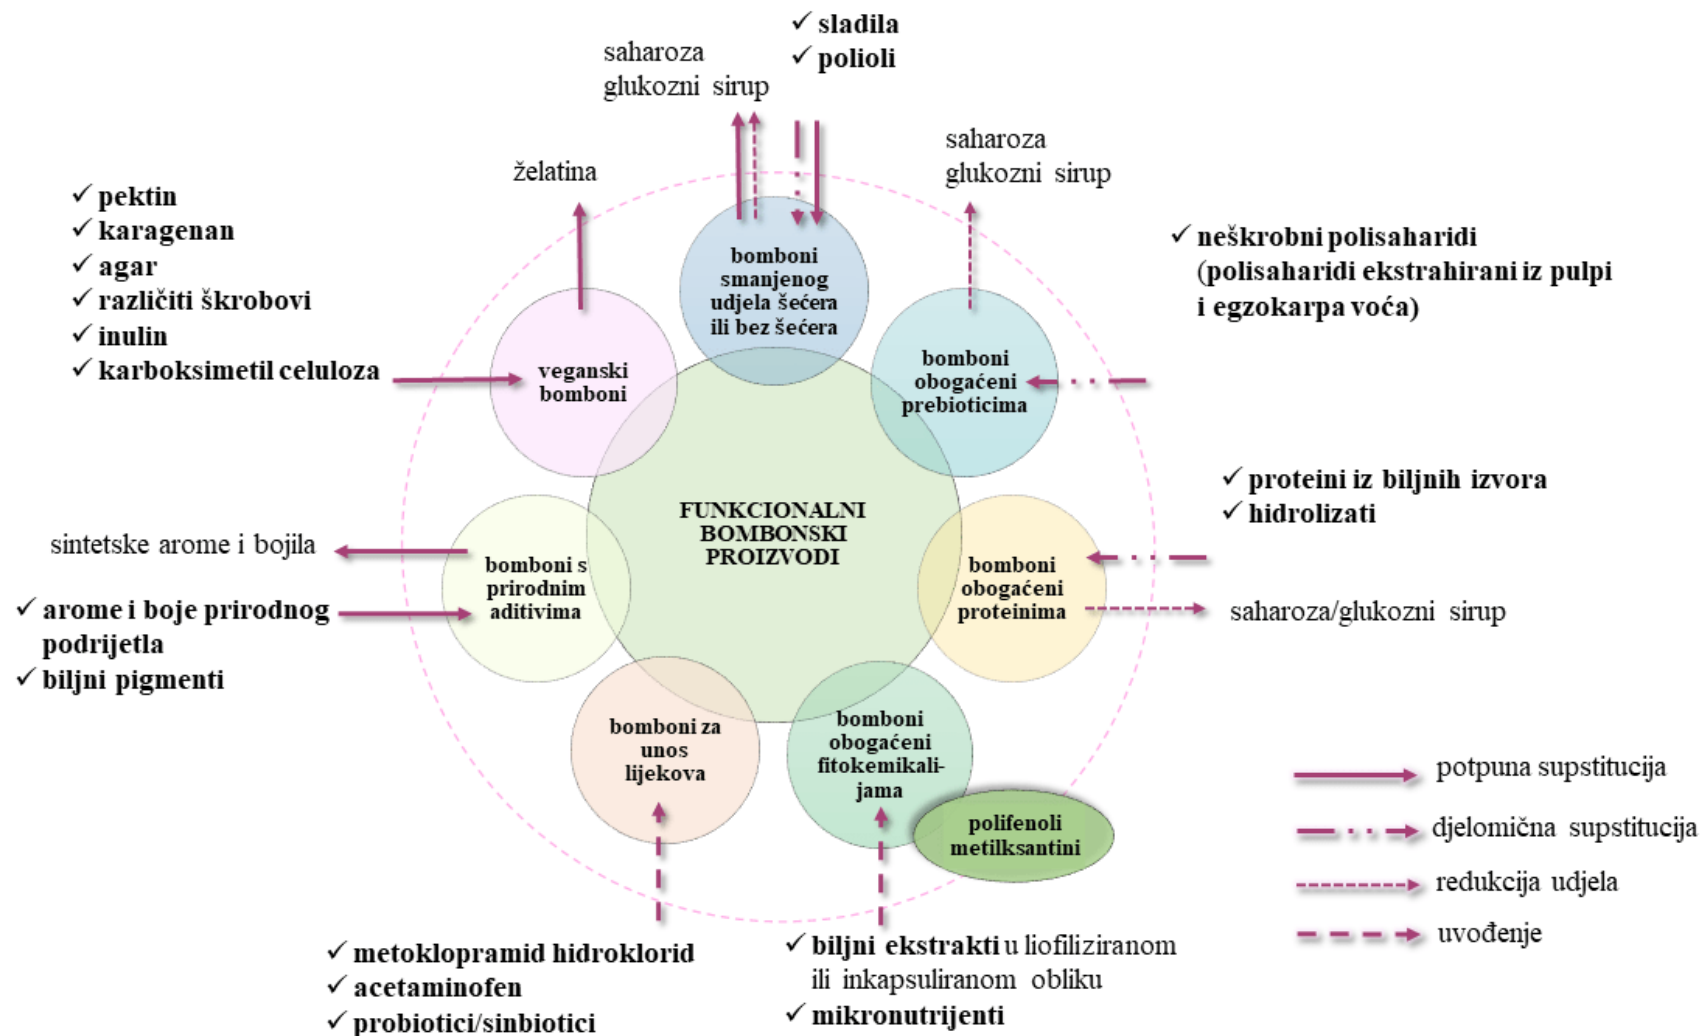 ✓ sladila
✓ polioli
saharoza
glukozni sirup
saharoza
glukozni sirup
želatina
✓ pektin
✓ karagenan
✓ agar
✓ različiti škrobovi
✓ inulin
✓ karboksimetil celuloza
✓ neškrobni polisaharidi
(polisaharidi ekstrahirani iz pulpi
i egzokarpa voća)
bomboni
smanjenog
udjela šećera
ili bez šećera
veganski
bomboni
bomboni
obogaćeni
prebioticima
✓ proteini iz biljnih izvora
✓ hidrolizati
FUNKCIONALNI
BOMBONSKI
PROIZVODI
sintetske arome i bojila
✓ arome i boje prirodnog
podrijetla
✓ biljni pigmenti
bomboni s
prirodnim
aditivima
bomboni
obogaćeni
proteinima
saharoza/glukozni sirup
bomboni za
unos
lijekova
bomboni
obogaćeni
fitokemikali-
jama
polifenoli
metilksantini
✓ metoklopramid hidroklorid
✓ acetaminofen
✓ probiotici/sinbiotici
✓ biljni ekstrakti u liofiliziranom
ili inkapsuliranom obliku
✓ mikronutrijenti
potpuna supstitucija
djelomična supstitucija
redukcija udjela
uvođenje